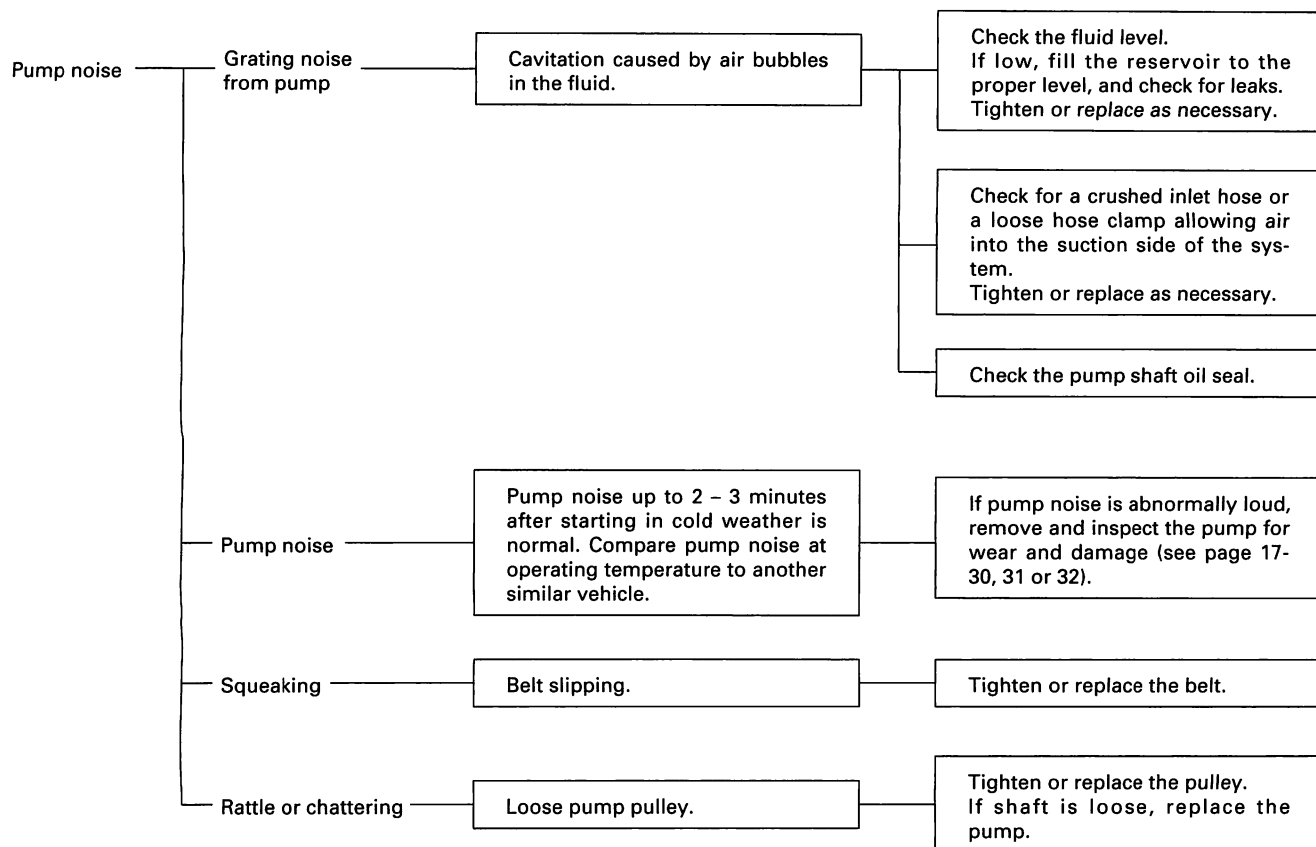 Pump noise
Grating noise
from pump
Cavitation caused by air bubbles
in the fluid.
Check the fluid level.
If low, fill the reservoir to the
proper level, and check for leaks.
Tighten or replace as necessary.
Check for a crushed inlet hose or
a loose hose clamp allowing air
into the suction side of the sys-
tem.
Tighten or replace as necessary.
Check the pump shaft oil seal.
Pump noise
Pump noise up to 2 – 3 minutes
after starting in cold weather is
normal. Compare pump noise at
operating temperature to another
similar vehicle.
If pump noise is abnormally loud,
remove and inspect the pump for
wear and damage (see page 17-
30, 31 or 32).
Squeaking
Belt slipping.
Tighten or replace the belt.
Rattle or chattering
Loose pump pulley.
Tighten or replace the pulley.
If shaft is loose, replace the
pump.